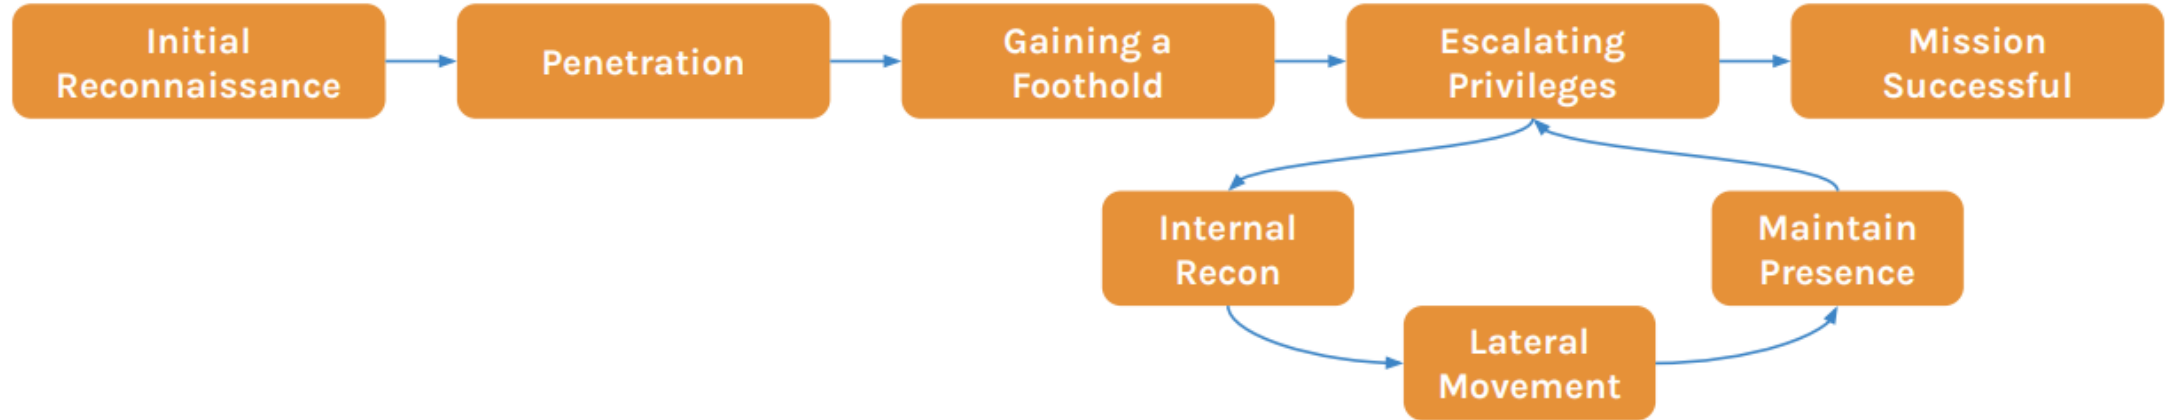 Initial
Reconnaissance
Penetration
Gaining a
Foothold
Escalating
Privileges
Mission
Successful
Internal
Recon
Maintain
Presence
Lateral
Movement